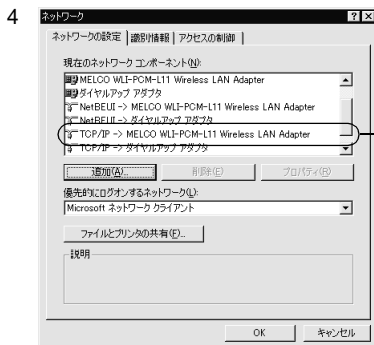 4
ネットワーク
ネットワークの設定 識別情報 アクセスの制御
現在のネットワーク コンポーネント(N):
MELCO WLI-PCM-L11 Wireless LAN Adapter
ダイヤルアップ アダプタ
NetBEUI -> MELCO WLI-PCM-L11 Wireless LAN Adapter
NetBEUI -> ダイヤルアップ アダプタ
TCP/IP -> MELCO WLI-PCM-L11 Wireless LAN Adapter
TCP/IP -> ダイヤルアップ アダプタ
追加(A)... 削除(E) プロパティ(R)
優先的にログオンするネットワーク(L):
Microsoft ネットワーク クライアント
ファイルとプリンタの共有(F)...
説明
OK キャンセル